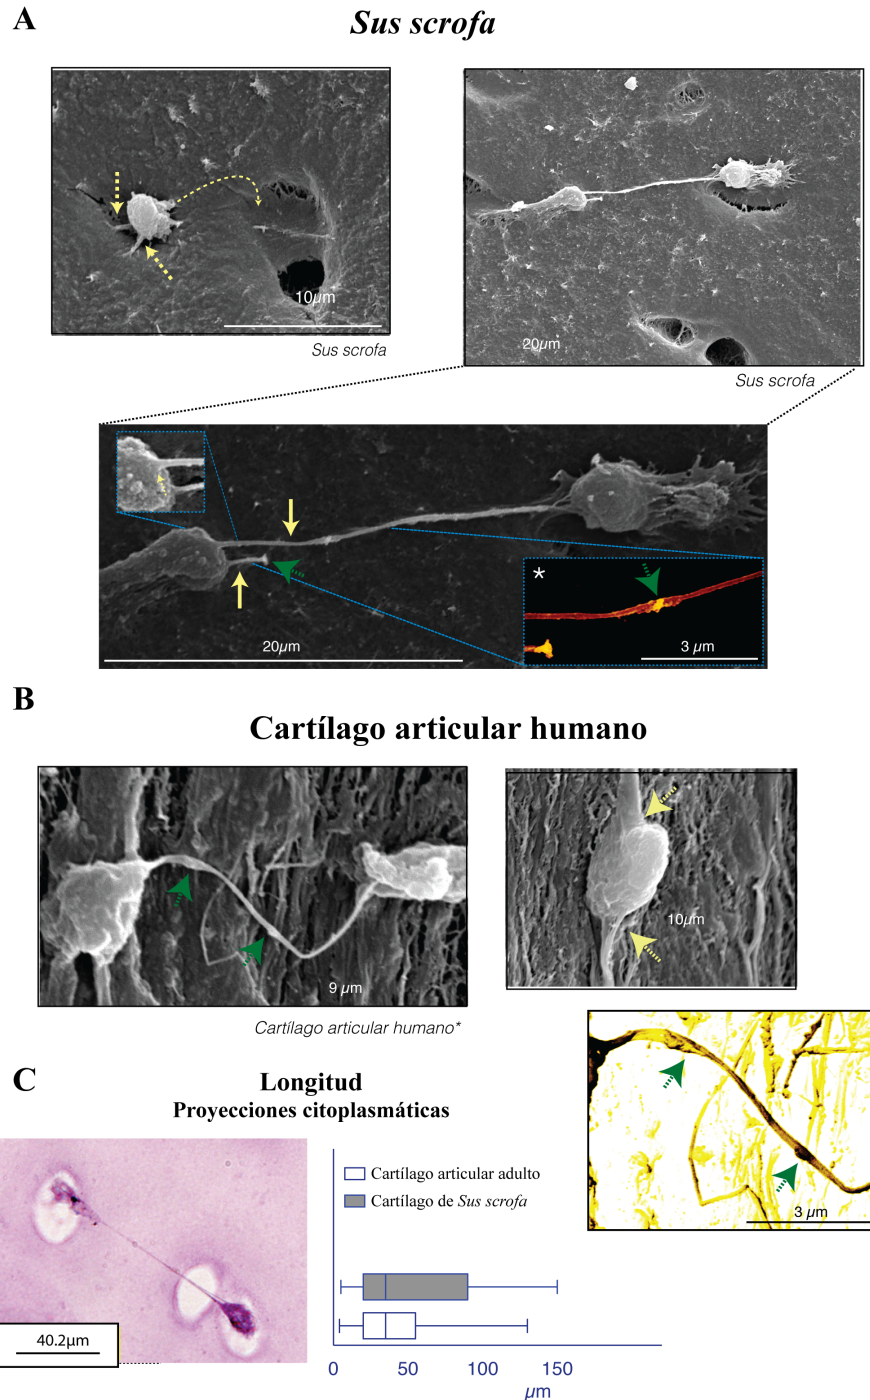 A
Sus scrofa
10µm
Sus scrofa
20µm
Sus scrofa
20µm
*
3 µm
B
Cartílago articular humano
9 µm
Cartílago articular humano*
10µm
3 µm
C
Longitud
Proyecciones citoplasmáticas
40.2µm
Cartílago articular adulto
Cartílago de Sus scrofa
0 50 100 150
µm